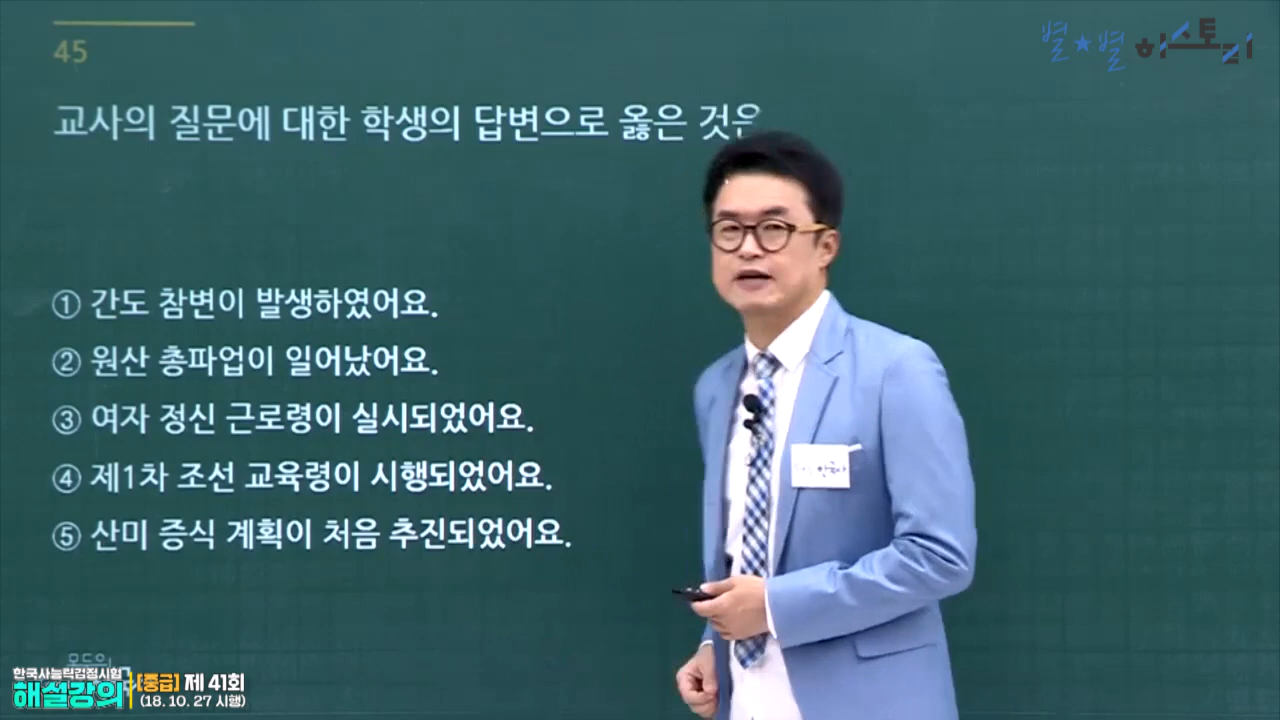 별★별 히스토리
45
교사의 질문에 대한 학생의 답변으로 옳은 것은
① 간도 참변이 발생하였어요.
② 원산 총파업이 일어났어요.
③ 여자 정신 근로령이 실시되었어요.
④ 제1차 조선 교육령이 시행되었어요.
⑤ 산미 증식 계획이 처음 추진되었어요.
한국사능력검정시험
해설강의
[중급] 제 41회
(18. 10. 27 시행)